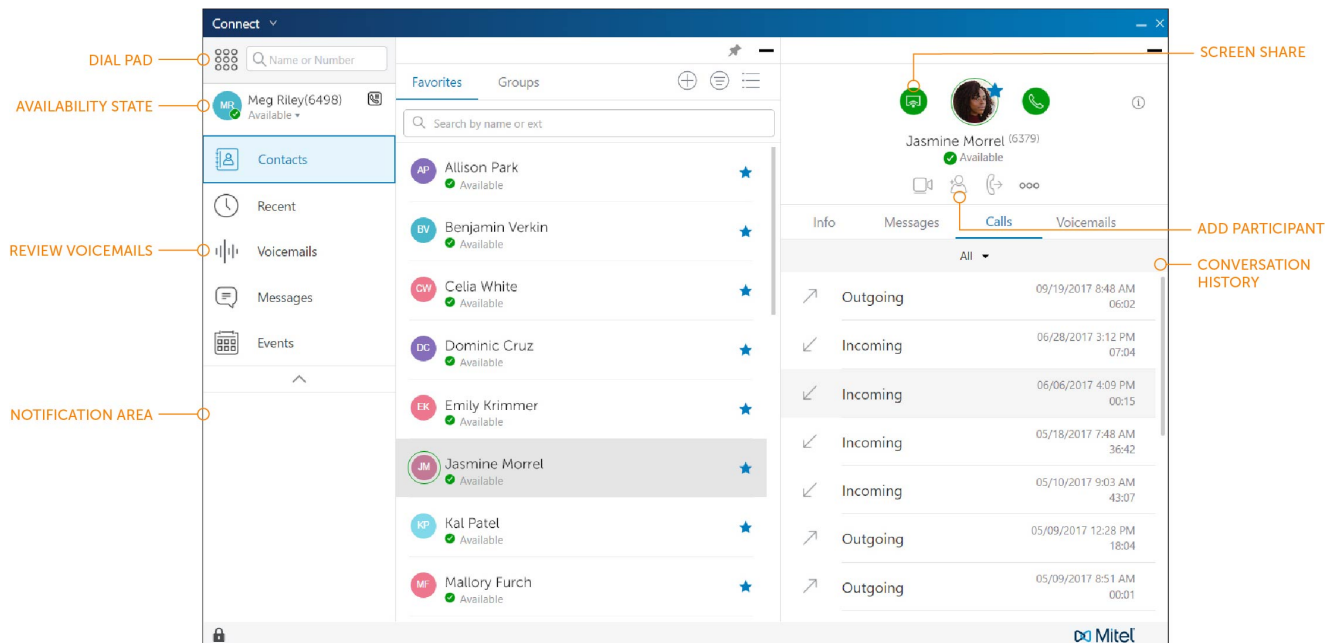 Connect
DIAL PAD
Name or Number
AVAILABILITY STATE
MR
Meg Riley(6498)
Available
Contacts
Recent
REVIEW VOICEMAILS
Voicemails
Messages
Events
NOTIFICATION AREA
Favorites
Groups
Search by name or ext
AP
Allison Park
Available
BV
Benjamin Verkin
Available
CW
Celia White
Available
DC
Dominic Cruz
Available
EK
Emily Krimmer
Available
JM
Jasmine Morrel
Available
KP
Kal Patel
Available
MF
Mallory Furch
Available
SCREEN SHARE
Jasmine Morrel (6379)
Available
ADD PARTICIPANT
Info Messages Calls Voicemails
All
CONVERSATION
HISTORY
Outgoing 09/19/2017 8:48 AM
06:02
Incoming 06/28/2017 3:12 PM
07:04
Incoming 06/06/2017 4:09 PM
00:15
Incoming 05/18/2017 7:48 AM
36:42
Incoming 05/10/2017 9:03 AM
43:07
Outgoing 05/09/2017 12:28 PM
18:04
Outgoing 05/09/2017 8:51 AM
00:01
Mitel